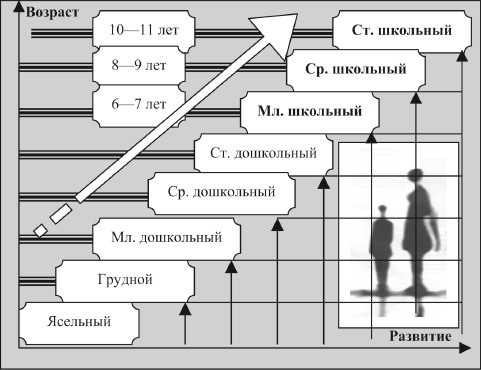 Возраст
10—11 лет
Ст. школьный
8—9 лет
Ср. школьный
6—7 лет
Мл. школьный
Ст. дошкольный
Ср. дошкольный
Мл. дошкольный
Грудной
Ясельный
Развитие